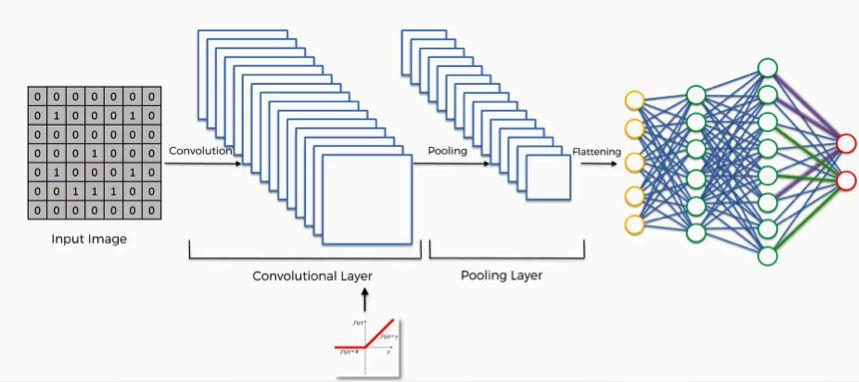 0 0 0 0 0 0 0
0 1 0 0 0 1 0
0 0 0 0 0 0 0
0 0 0 1 0 0 0
0 1 0 0 0 1 0
0 0 1 1 1 0 0
0 0 0 0 0 0 0
Input Image
Convolution
Convolutional Layer
Pooling
Pooling Layer
Flattening
f(y)
f(y)=y
f(y)=0
y